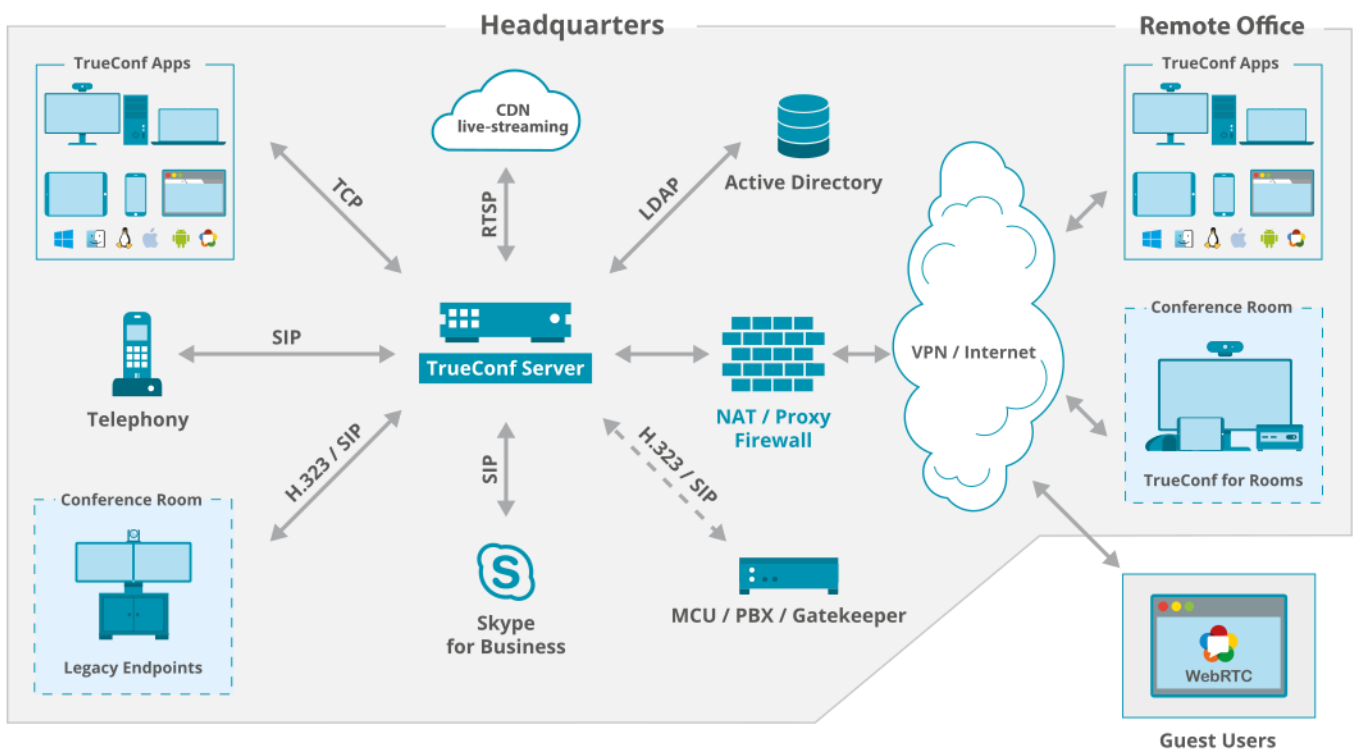 Headquarters
Remote Office
TrueConf Apps
CDN
live-streaming
Active Directory
TrueConf Apps
TCP
RTSP
LDAP
SIP
TrueConf Server
Telephony
NAT / Proxy
Firewall
VPN / Internet
Conference Room
TrueConf for Rooms
H.323 / SIP
SIP
H.323 / SIP
Conference Room
Legacy Endpoints
S
Skype
for Business
MCU / PBX / Gatekeeper
WebRTC
Guest Users